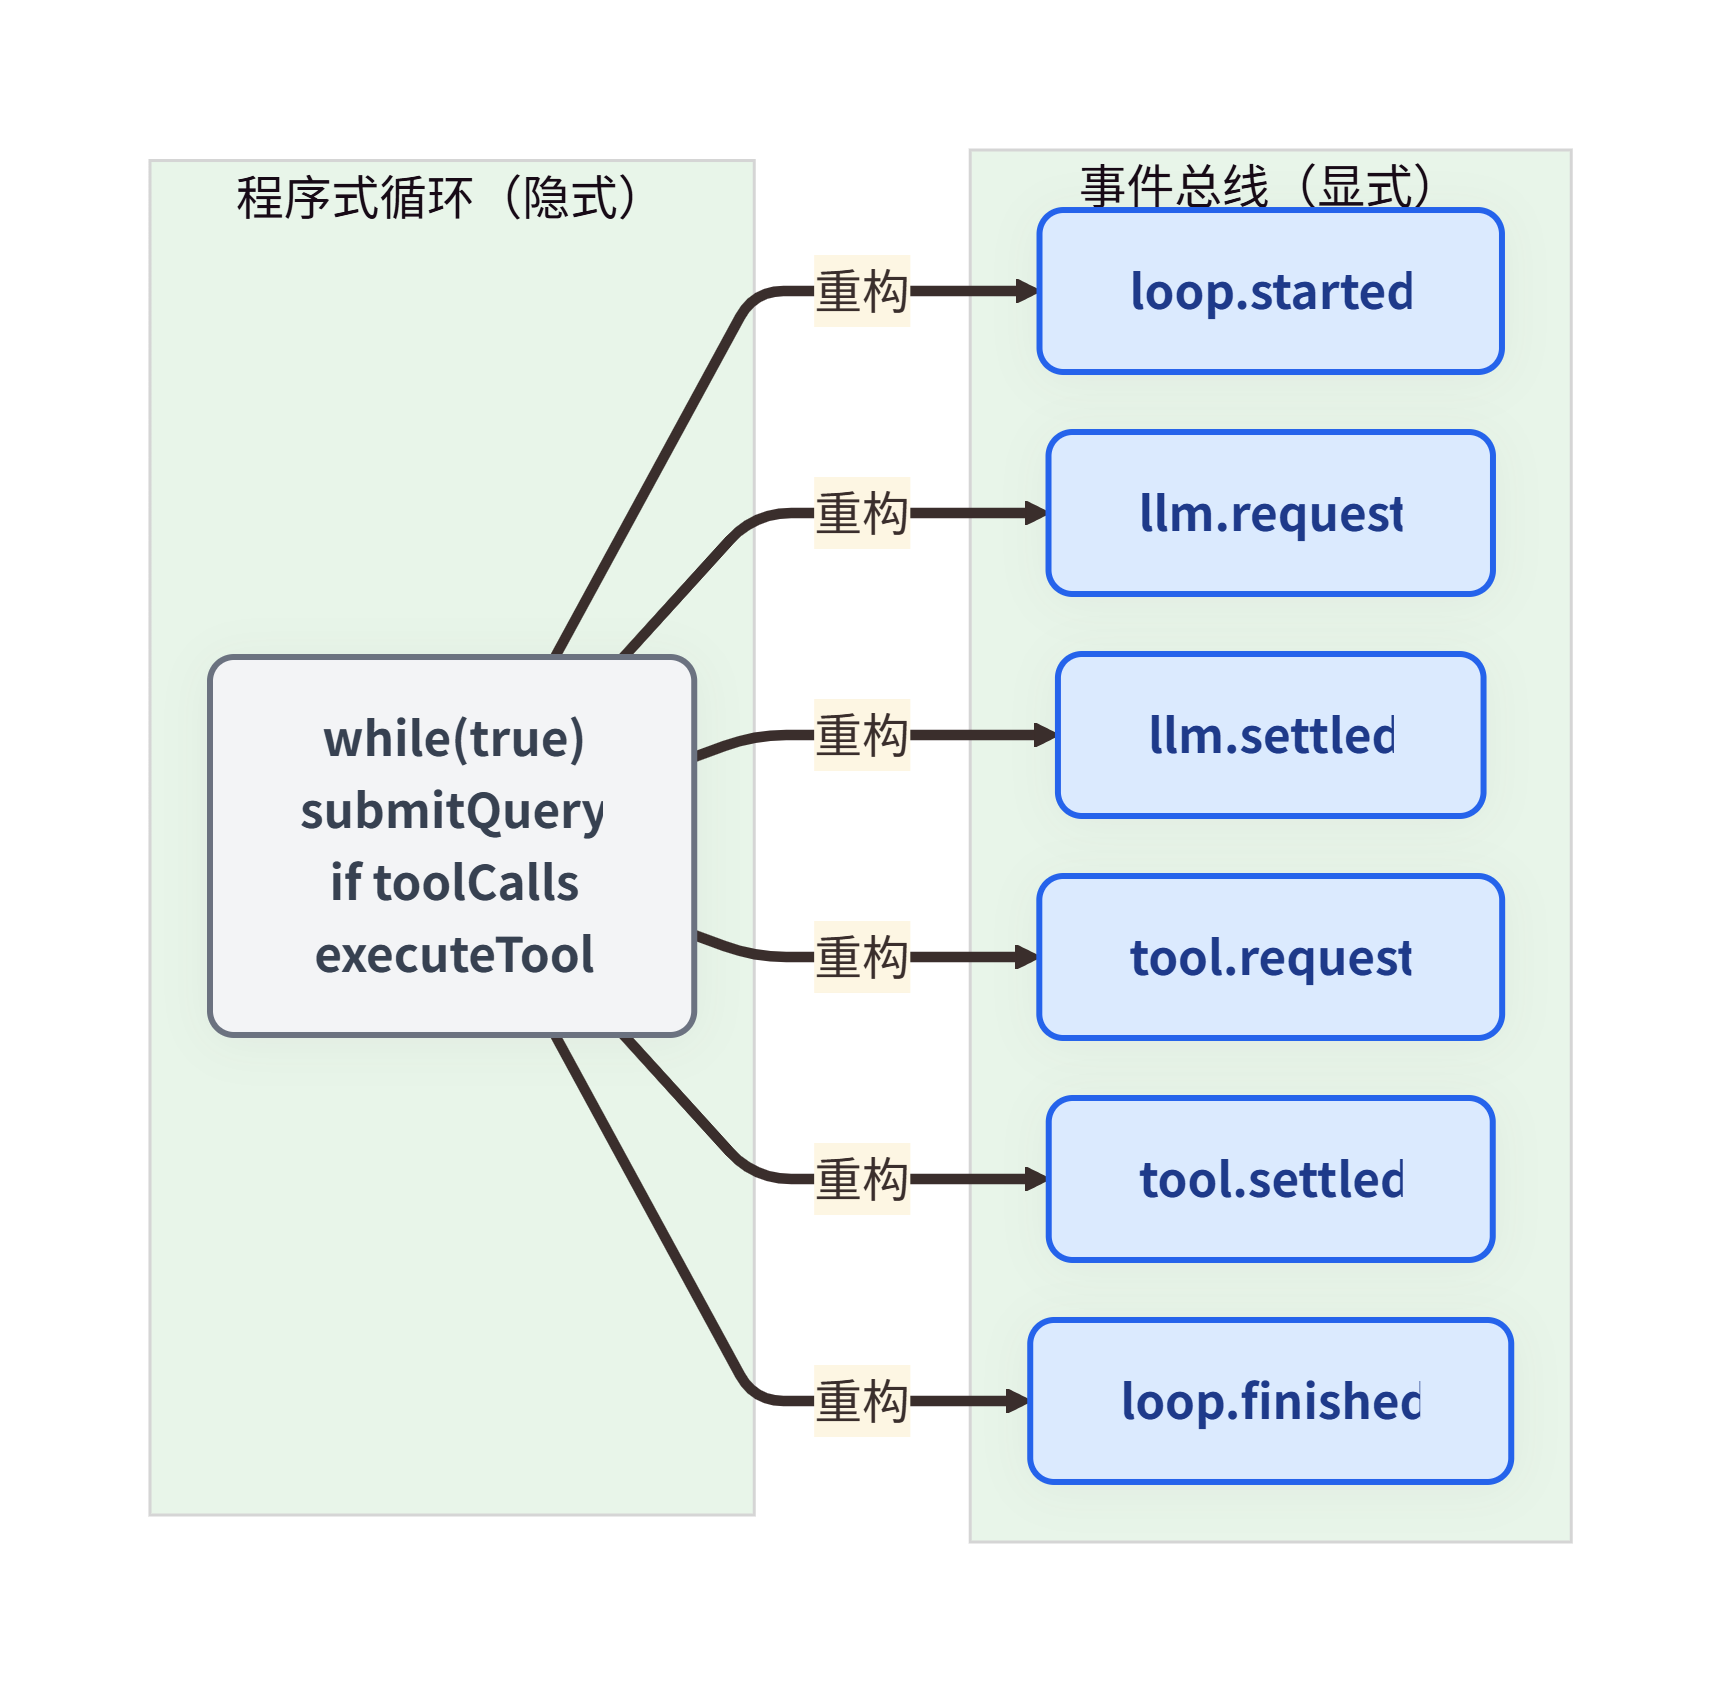 程序式循环（隐式）
while(true)
submitQuery
if toolCalls
executeTool
重构
重构
重构
重构
重构
重构
事件总线（显式）
loop.started
llm.request
llm.settled
tool.request
tool.settled
loop.finished